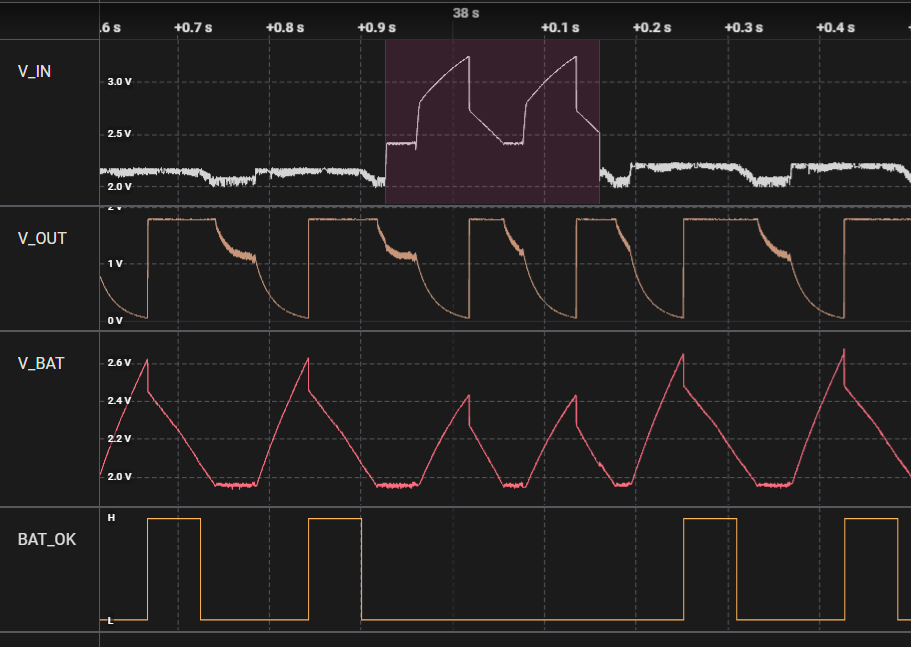 38 s
.6 s +0.7 s +0.8 s +0.9 s +0.1 s +0.2 s +0.3 s +0.4 s
V_IN
3.0 V
2.5 V
2.0 V
2 V
V_OUT
1 V
0 V
V_BAT
2.6 V
2.4 V
2.2 V
2.0 V
H
BAT_OK
L